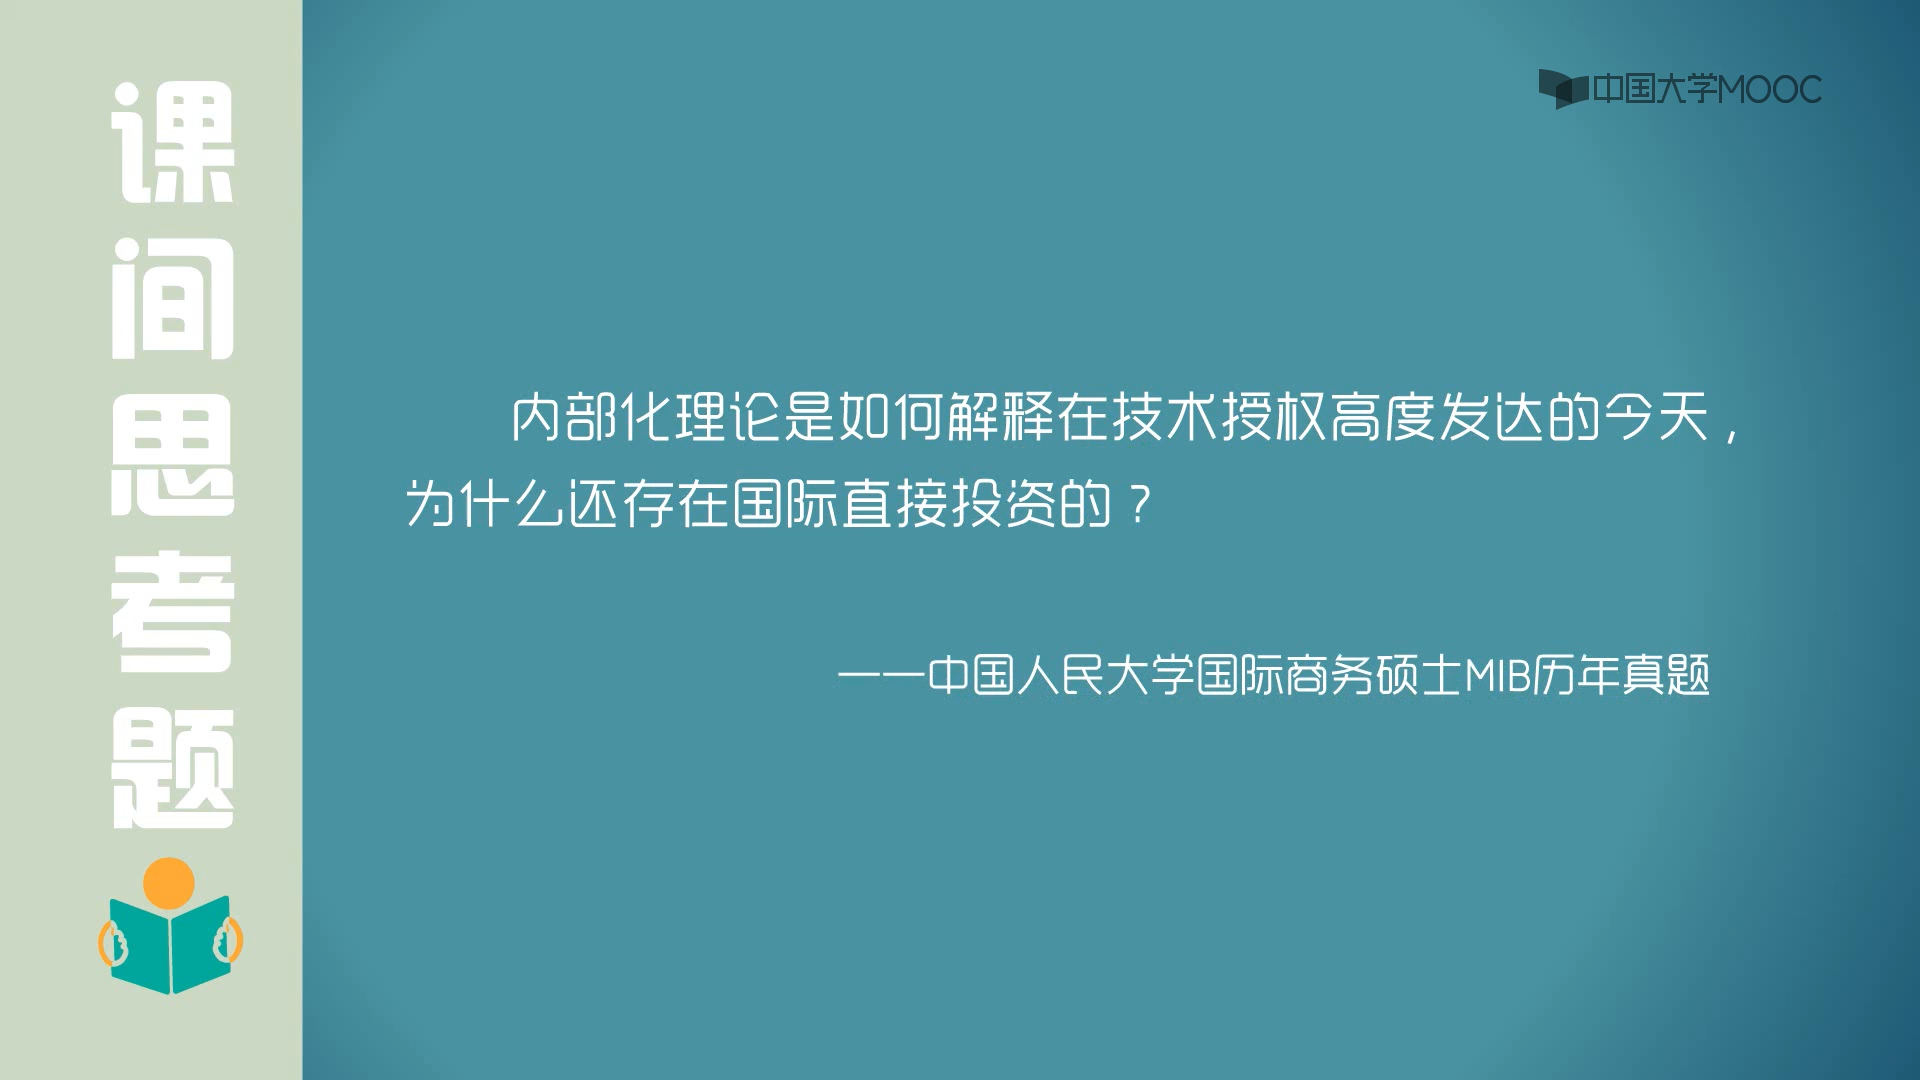 课间思考题
中国大学MOOC
内部化理论是如何解释在技术授权高度发达的今天，
为什么还存在国际直接投资的？
——中国人民大学国际商务硕士MIB历年真题